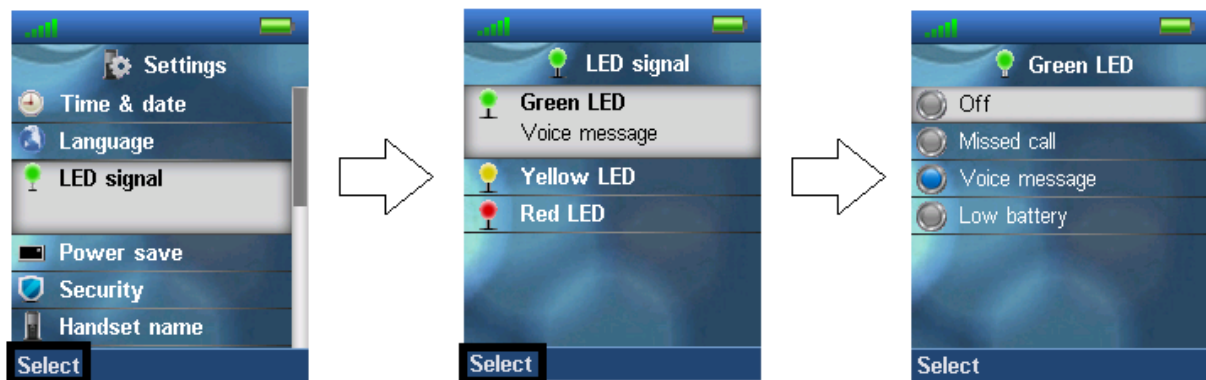 Settings
Time & date
Language
LED signal
Power save
Security
Handset name
Select
LED signal
Green LED
Voice message
Yellow LED
Red LED
Select
Green LED
Off
Missed call
Voice message
Low battery
Select